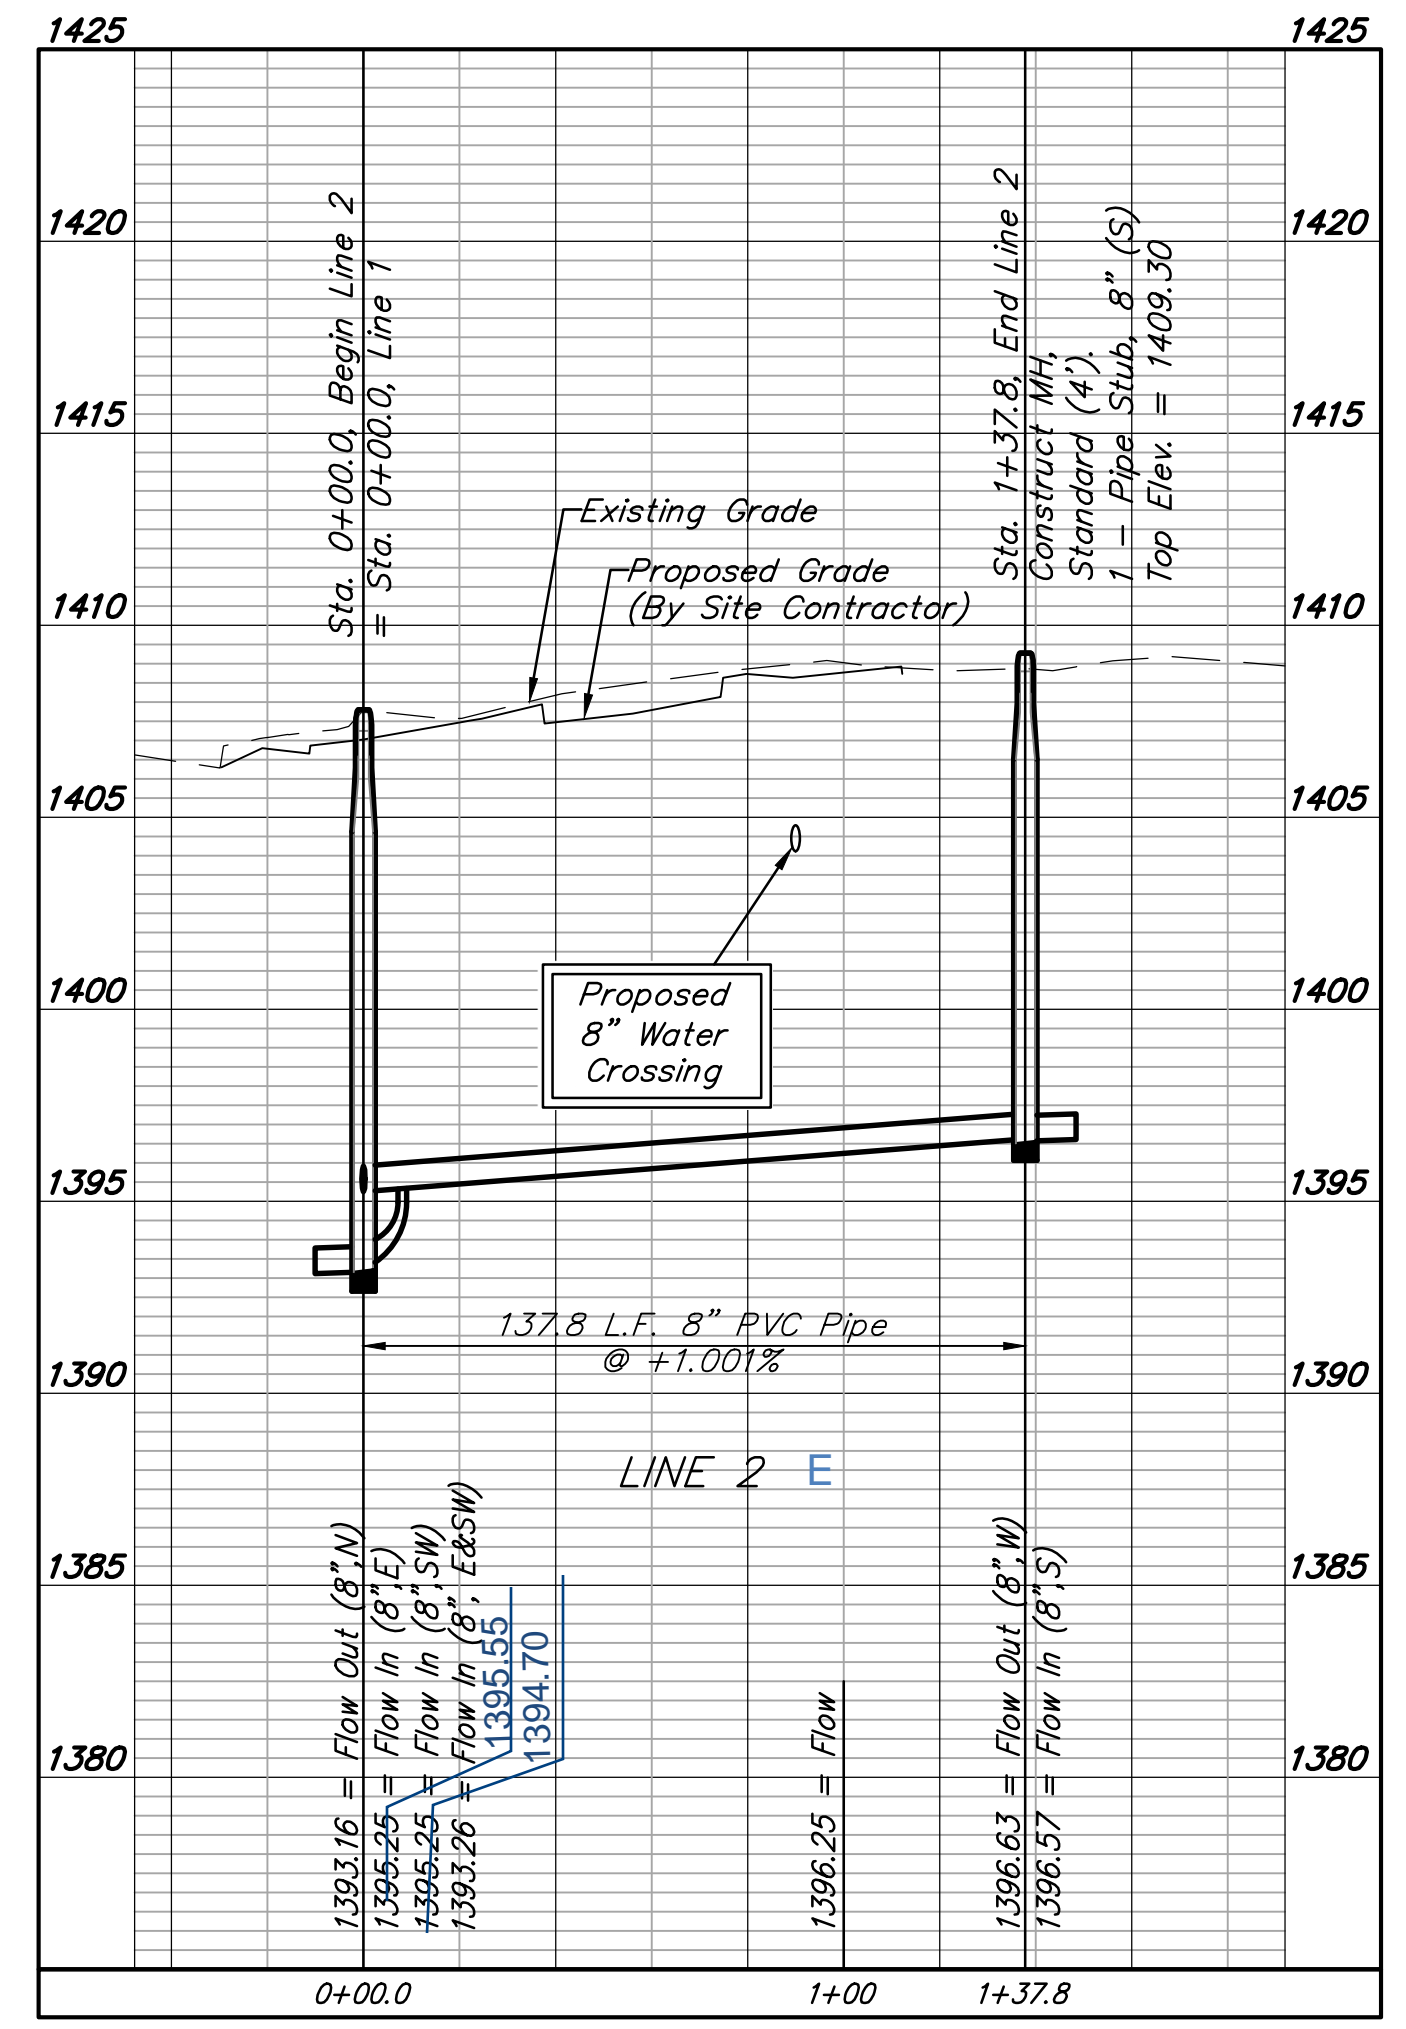 1425
1425
1420
1420
1415
1415
1410
1410
1405
1405
1400
1400
1395
1395
1390
1390
1385
1385
1380
1380
Sta. 0+00.0, Begin Line 2
= Sta. 0+00.0, Line 1
Sta. 1+37.8, End Line 2
Construct MH,
Standard (4').
1 - Pipe Stub, 8" (S)
Top Elev. = 1409.30
Existing Grade
Proposed Grade
(By Site Contractor)
Proposed
8" Water
Crossing
137.8 L.F. 8" PVC Pipe
@ +1.001%
LINE 2 E
1393.16 = Flow Out (8",N)
1395.25 = Flow In (8",E)
1395.25 = Flow In (8",SW)
1393.26 = Flow In (8", E&SW)
1395.55
1394.70
1396.25 = Flow
1396.63 = Flow Out (8",W)
1396.57 = Flow In (8",S)
0+00.0
1+00
1+37.8